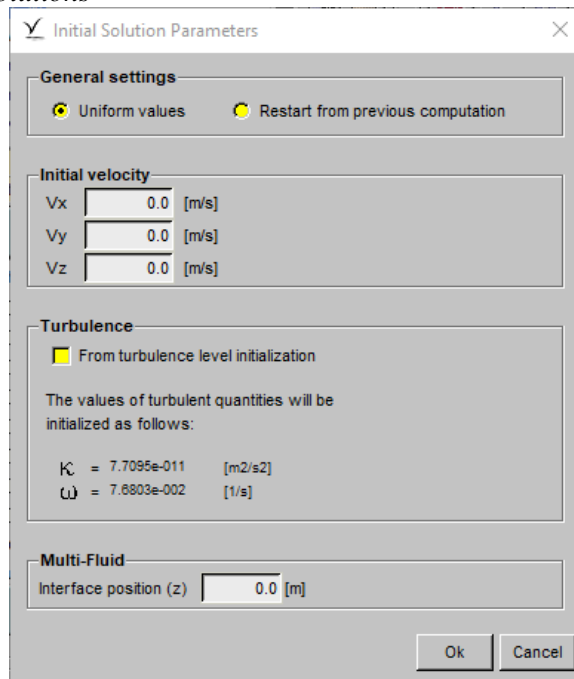 Initial Solution Parameters
General settings
Uniform values Restart from previous computation
Initial velocity
Vx 0.0 [m/s]
Vy 0.0 [m/s]
Vz 0.0 [m/s]
Turbulence
From turbulence level initialization
The values of turbulent quantities will be
initialized as follows:
K = 7.7095e-011 [m2/s2]
ω = 7.6803e-002 [1/s]
Multi-Fluid
Interface position (z) 0.0 [m]
Ok Cancel